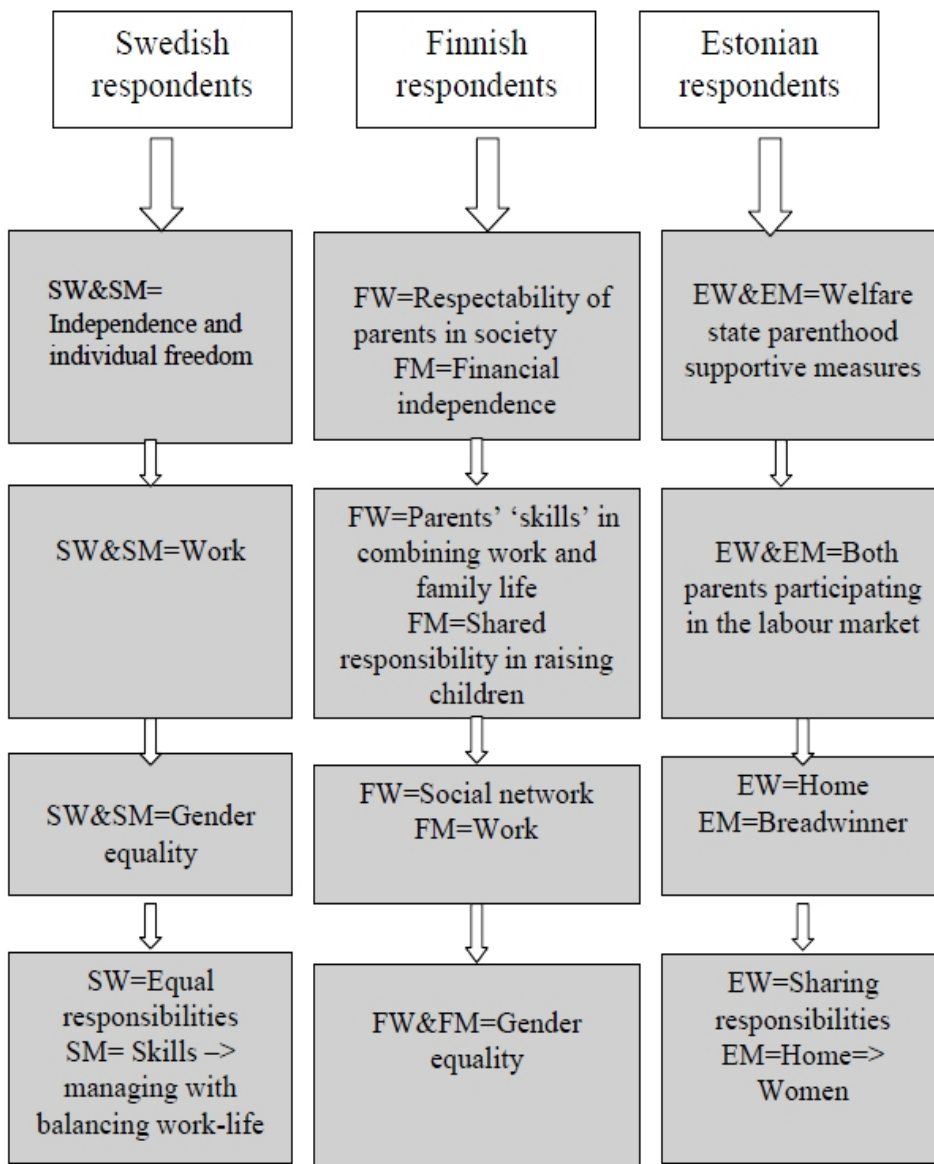 Swedish
respondents
Finnish
respondents
Estonian
respondents
SW&SM=
Independence and
individual freedom
FW=Respectability of
parents in society
FM=Financial
independence
EW&EM=Welfare
state parenthood
supportive measures
SW&SM=Work
FW=Parents’ ‘skills’ in
combining work and
family life
FM=Shared
responsibility in raising
children
EW&EM=Both
parents participating
in the labour market
SW&SM=Gender
equality
FW=Social network
FM=Work
EW=Home
EM=Breadwinner
SW=Equal
responsibilities
SM= Skills –>
managing with
balancing work-life
FW&FM=Gender
equality
EW=Sharing
responsibilities
EM=Home=>
Women